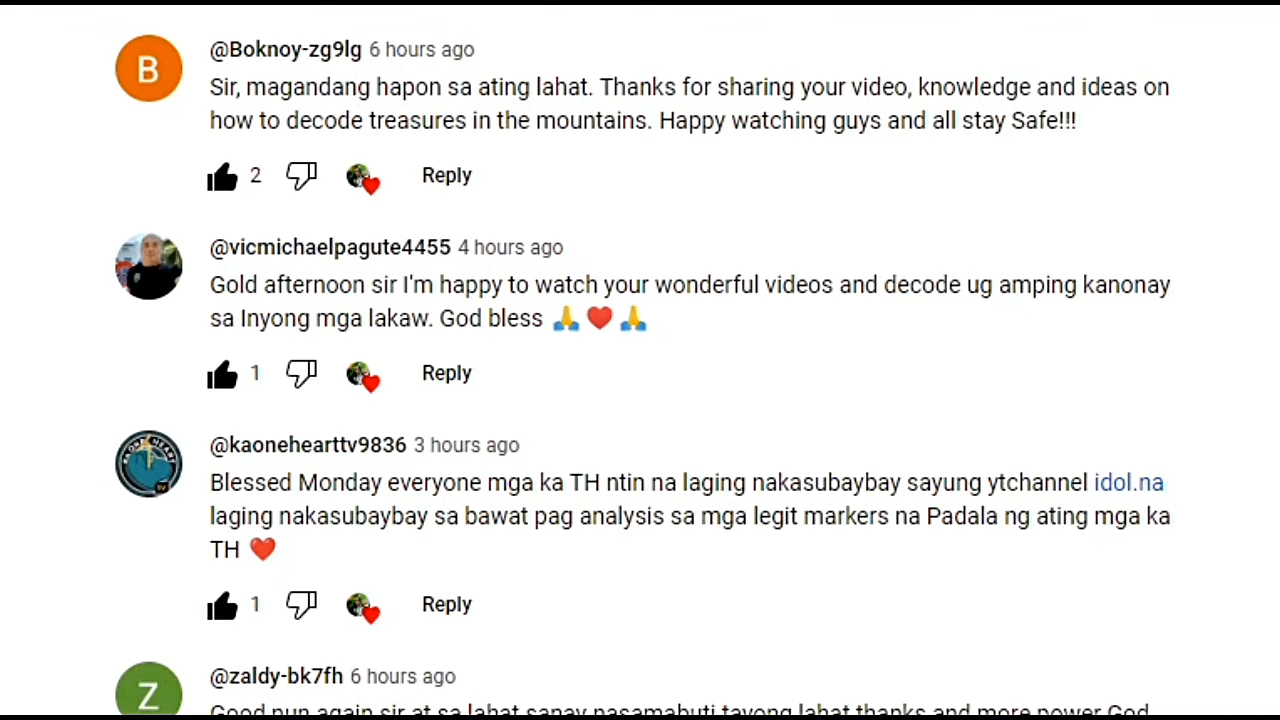 B
@Boknoy-zg9lg 6 hours ago
Sir, magandang hapon sa ating lahat. Thanks for sharing your video, knowledge and ideas on
how to decode treasures in the mountains. Happy watching guys and all stay Safe!!!
2 Reply
@vicmichaelpagute4455 4 hours ago
Gold afternoon sir I'm happy to watch your wonderful videos and decode ug amping kanonay
sa Inyong mga lakaw. God bless 🙏❤️🙏
1 Reply
@kaonehearttv9836 3 hours ago
Blessed Monday everyone mga ka TH ntin na laging nakasubaybay sayung ytchannel idol.na
laging nakasubaybay sa bawat pag analysis sa mga legit markers na Padala ng ating mga ka
TH ❤️
1 Reply
Z
@zaldy-bk7fh 6 hours ago
Good nun again sir at sa lahat sanay nasamabuti tayong lahat thanks and more power God